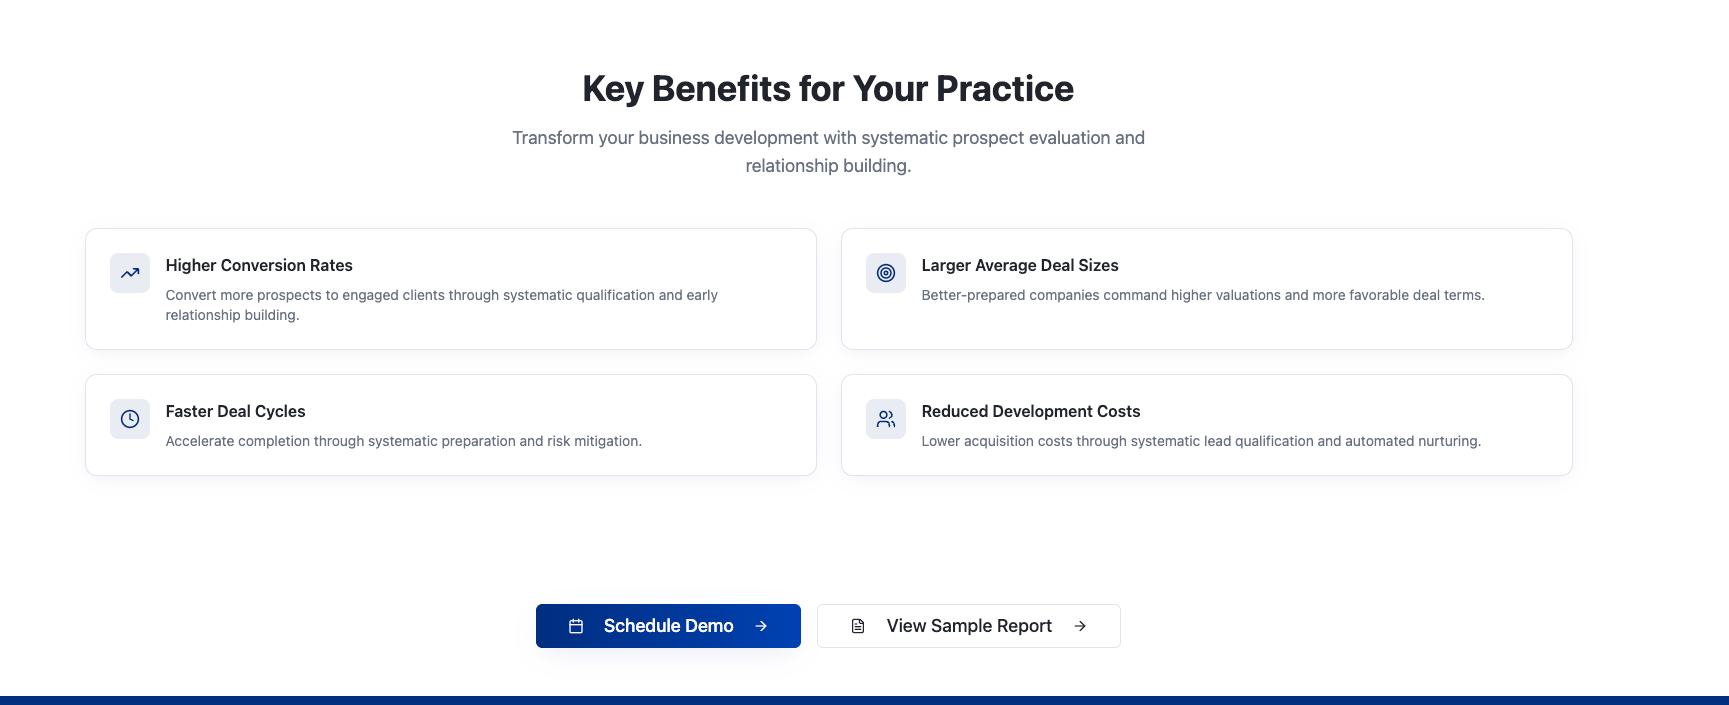 Key Benefits for Your Practice
Transform your business development with systematic prospect evaluation and
relationship building.
Higher Conversion Rates
Convert more prospects to engaged clients through systematic qualification and early
relationship building.
Larger Average Deal Sizes
Better-prepared companies command higher valuations and more favorable deal terms.
Faster Deal Cycles
Accelerate completion through systematic preparation and risk mitigation.
Reduced Development Costs
Lower acquisition costs through systematic lead qualification and automated nurturing.
Schedule Demo
View Sample Report